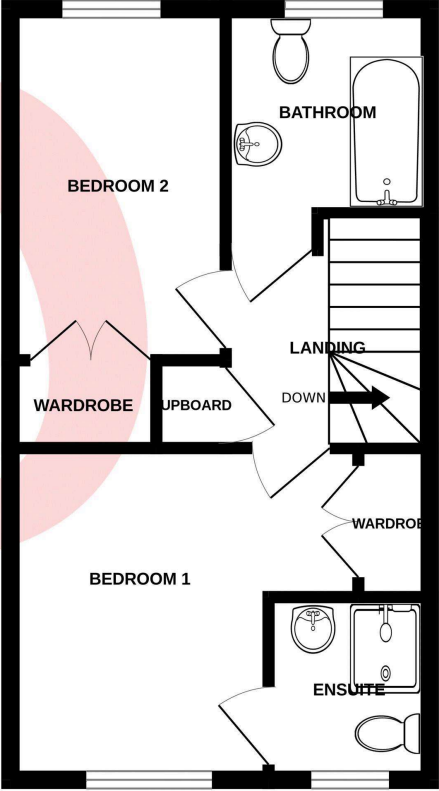 BATHROOM
BEDROOM 2
LANDING
DOWN
WARDROBE
UPBOARD
WARDROBE
BEDROOM 1
ENSUITE